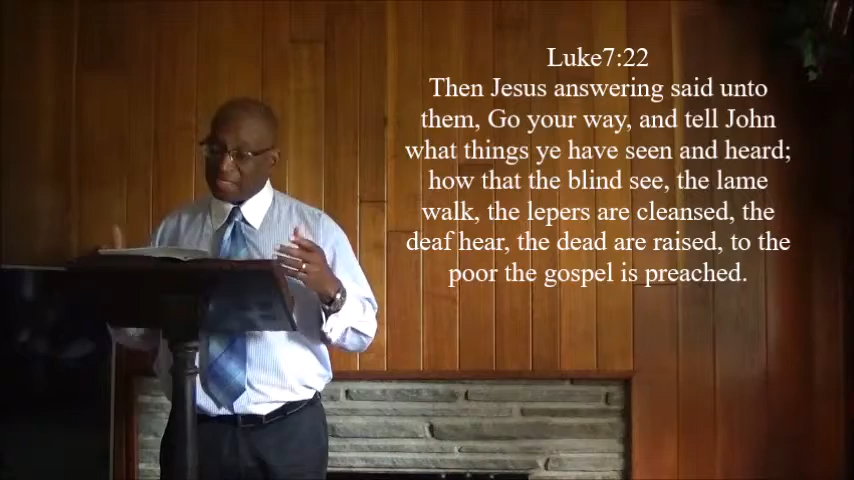 Luke7:22
Then Jesus answering said unto
them, Go your way, and tell John
what things ye have seen and heard;
how that the blind see, the lame
walk, the lepers are cleansed, the
deaf hear, the dead are raised, to the
poor the gospel is preached.